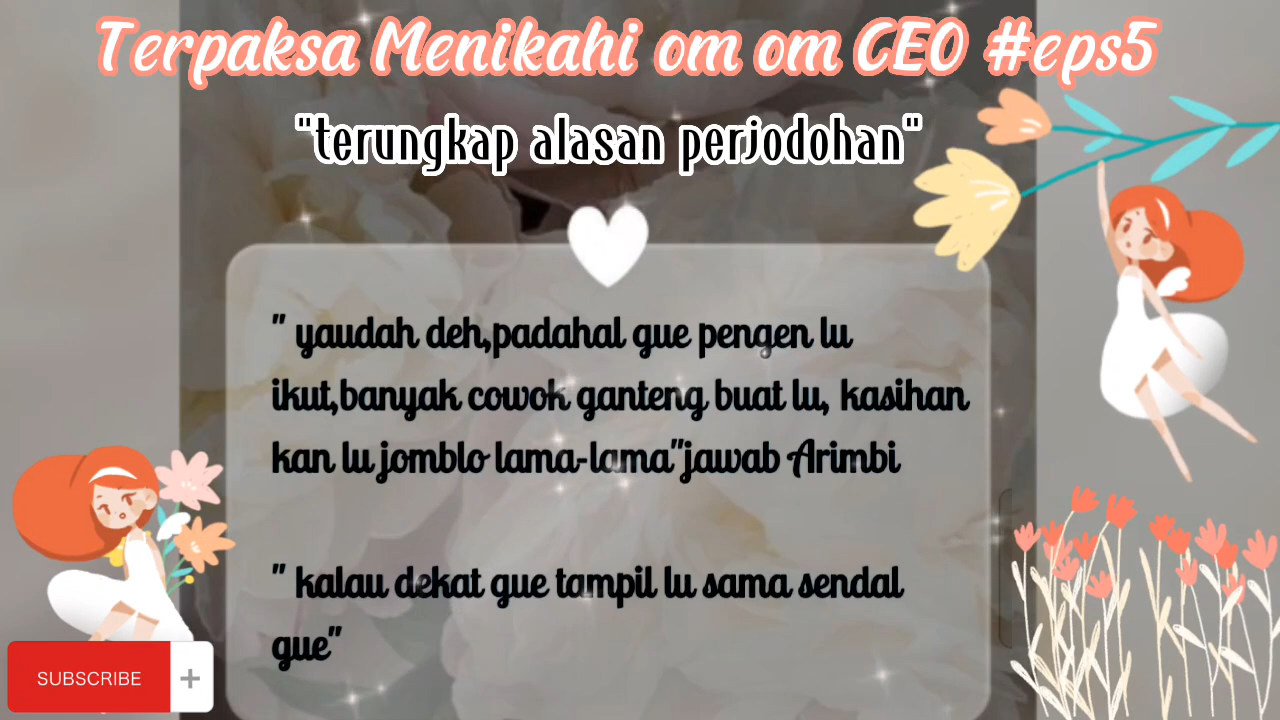 Terpaksa Menikahi om om CEO #eps5
"terungkap alasan perjodohan"
" yaudah deh,padahal gue pengen lu
ikut,banyak cowok ganteng buat lu, kasihan
kan lu jomblo lama-lama"jawab Arimbi
" kalau dekat gue tampil lu sama sendal
gue"
SUBSCRIBE +